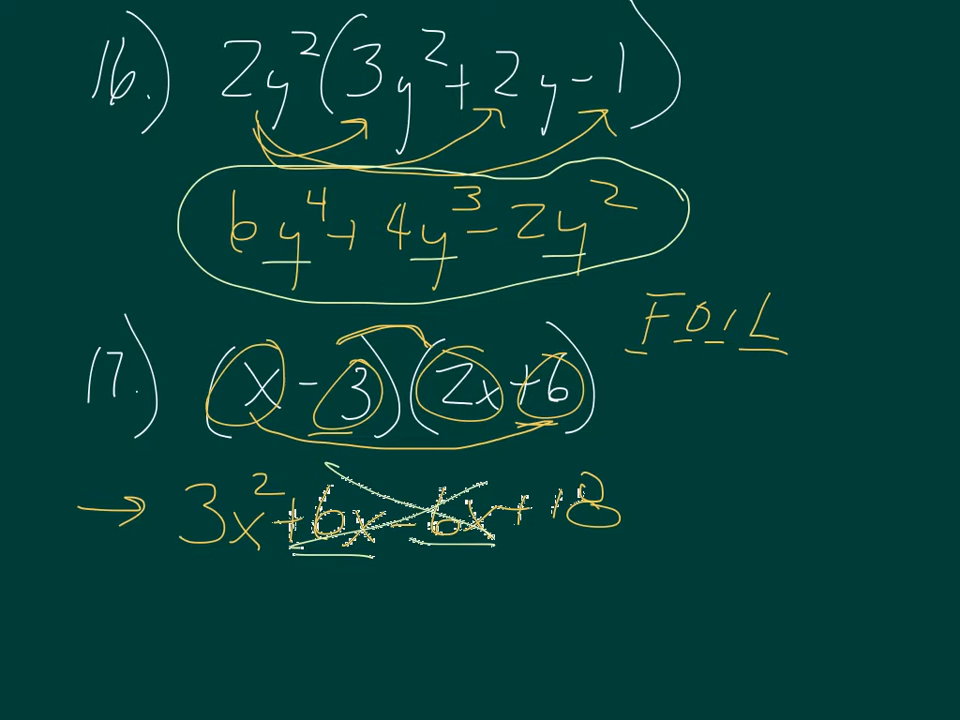 16.) 2y²(3y²+2y-1)
6y⁴+4y³-2y²
FOIL
17.) (x-3)(2x+6)
→ 3x²+6x-6x+18